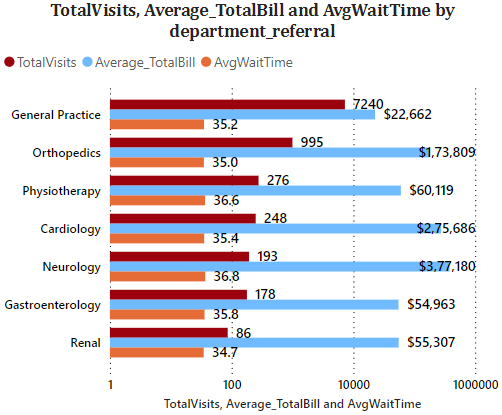 TotalVisits, Average_TotalBill and AvgWaitTime by
department_referral
TotalVisits Average_TotalBill AvgWaitTime
General Practice 7240 $22,662 35.2
Orthopedics 995 $1,73,809 35.0
Physiotherapy 276 $60,119 36.6
Cardiology 248 $2,75,686 35.4
Neurology 193 $3,77,180 36.8
Gastroenterology 178 $54,963 35.8
Renal 86 $55,307 34.7
1 100 10000 1000000
TotalVisits, Average_TotalBill and AvgWaitTime